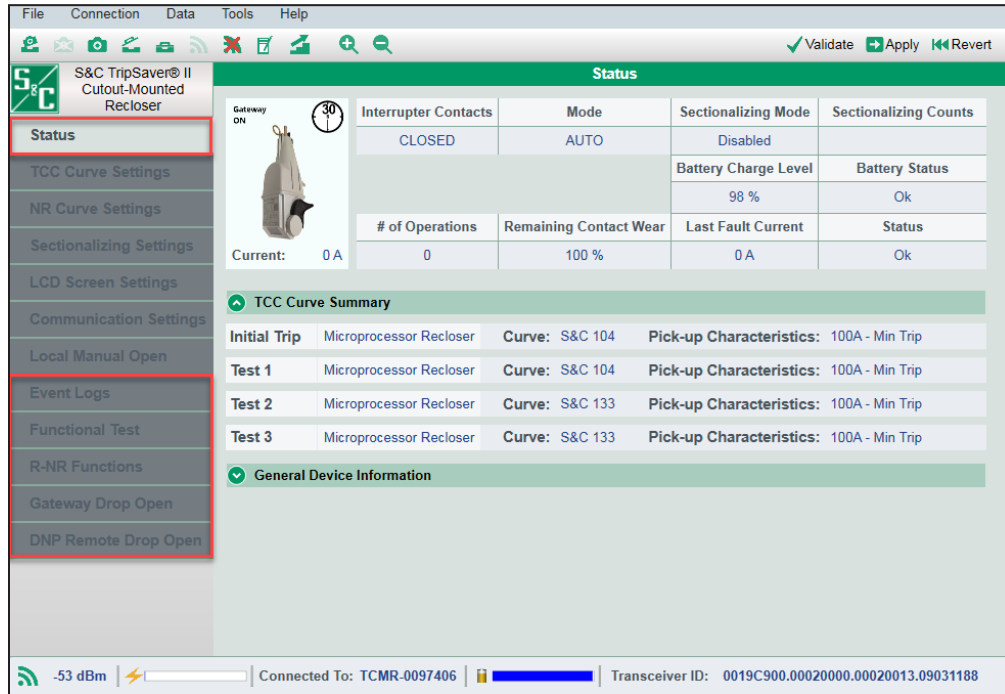 File Connection Data Tools Help
Validate Apply Revert
S&C TripSaver® II
Cutout-Mounted
Recloser
Status
TCC Curve Settings
NR Curve Settings
Sectionalizing Settings
LCD Screen Settings
Communication Settings
Local Manual Open
Event Logs
Functional Test
R-NR Functions
Gateway Drop Open
DNP Remote Drop Open
Status
Gateway
ON
30
Current: 0 A
Interrupter Contacts Mode Sectionalizing Mode Sectionalizing Counts
CLOSED AUTO Disabled
Battery Charge Level Battery Status
98 % Ok
# of Operations Remaining Contact Wear Last Fault Current Status
0 100 % 0 A Ok
TCC Curve Summary
Initial Trip Microprocessor Recloser Curve: S&C 104 Pick-up Characteristics: 100A - Min Trip
Test 1 Microprocessor Recloser Curve: S&C 104 Pick-up Characteristics: 100A - Min Trip
Test 2 Microprocessor Recloser Curve: S&C 133 Pick-up Characteristics: 100A - Min Trip
Test 3 Microprocessor Recloser Curve: S&C 133 Pick-up Characteristics: 100A - Min Trip
General Device Information
-53 dBm Connected To: TCMR-0097406 Transceiver ID: 0019C900.00020000.00020013.09031188